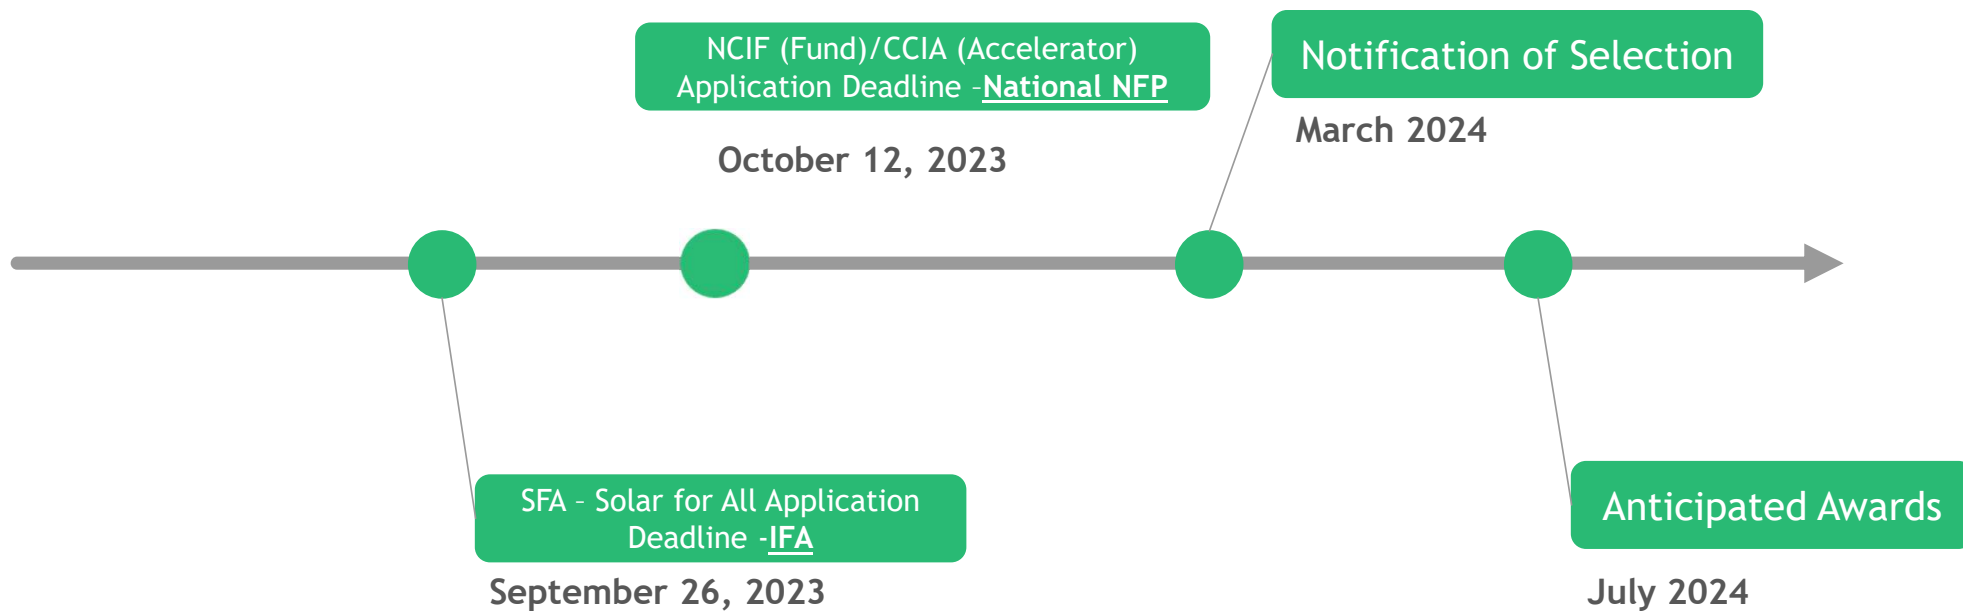 NCIF (Fund)/CCIA (Accelerator)
Application Deadline –National NFP
October 12, 2023
Notification of Selection
March 2024
SFA – Solar for All Application
Deadline -IFA
September 26, 2023
Anticipated Awards
July 2024